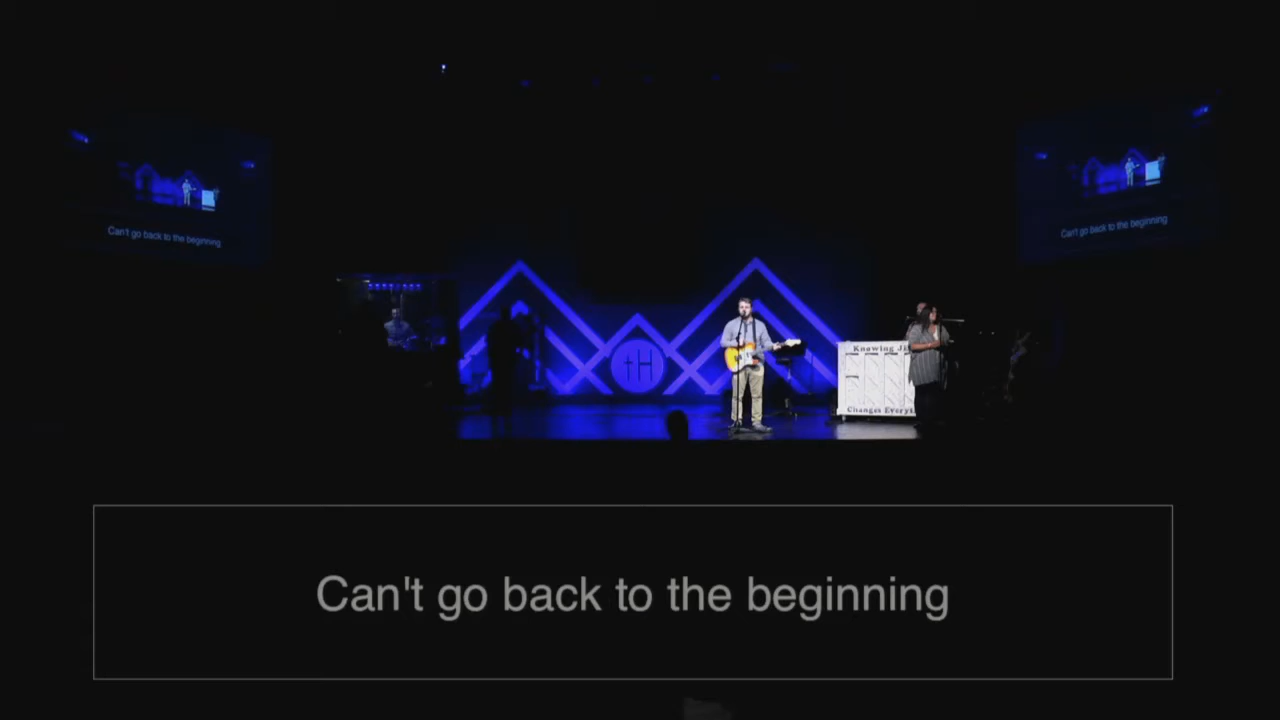 Can't go back to the beginning
Can't go back to the beginning
tH
Knowing
Changes
Can't go back to the beginning